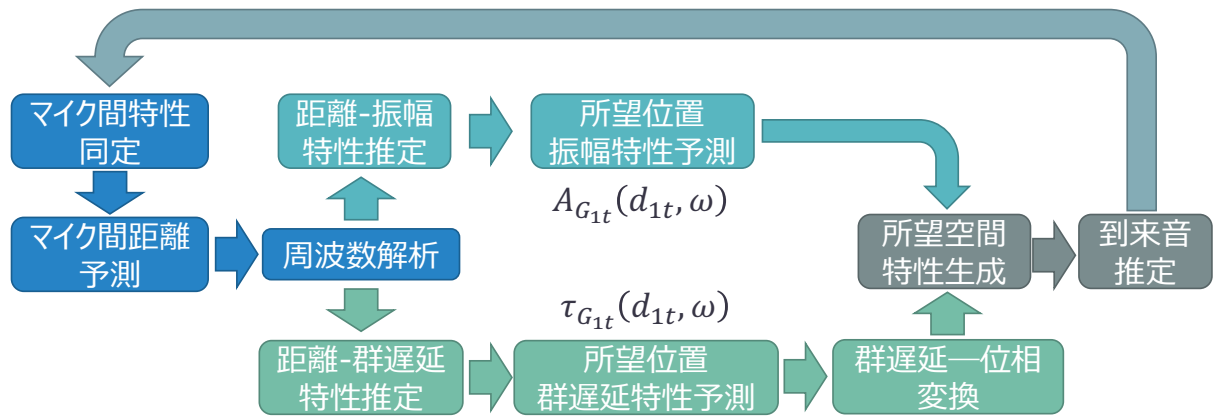 マイク間特性
同定
マイク間距離
予測
周波数解析
距離-振幅
特性推定
所望位置
振幅特性予測
A_{G_{1t}}(d_{1t}, ω)
距離-群遅延
特性推定
τ_{G_{1t}}(d_{1t}, ω)
所望位置
群遅延特性予測
群遅延―位相
変換
所望空間
特性生成
到来音
推定